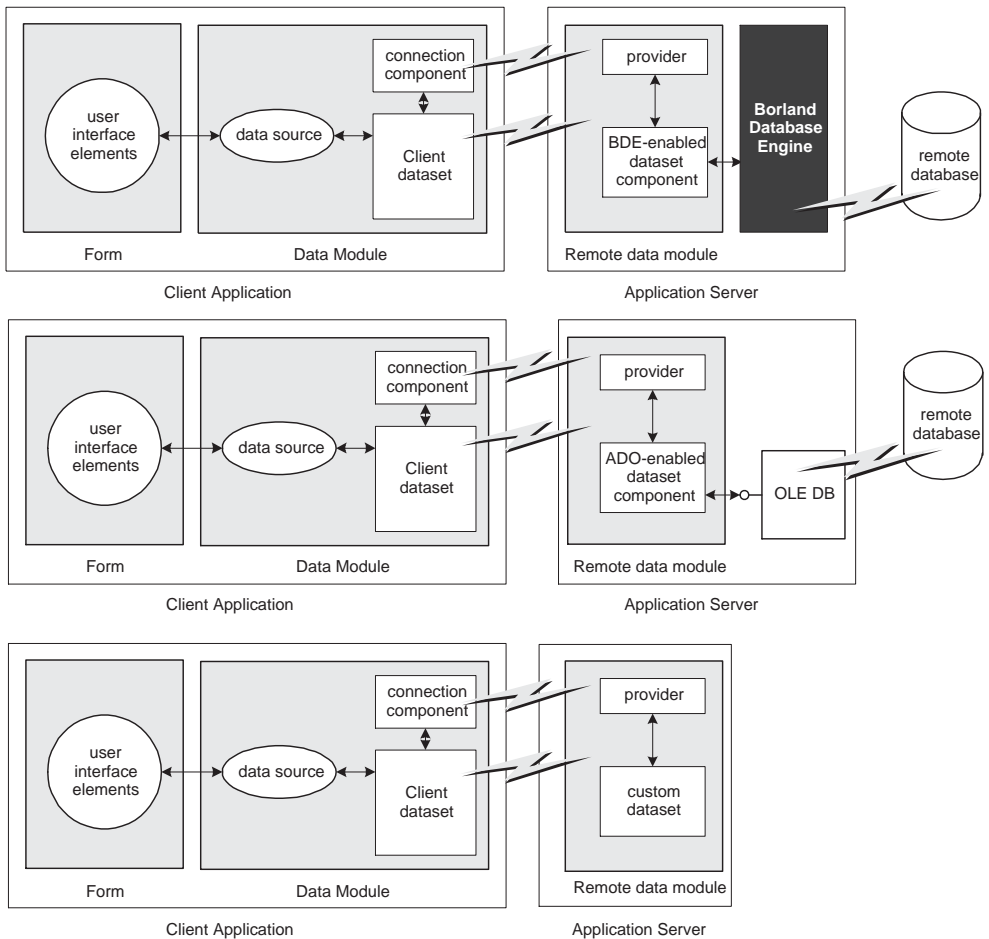 connection
component
provider
user
interface
elements
data source
Client
dataset
BDE-enabled
dataset
component
Borland
Database
Engine
remote
database
Form
Data Module
Remote data module
Client Application
Application Server
connection
component
provider
user
interface
elements
data source
Client
dataset
ADO-enabled
dataset
component
OLE DB
remote
database
Form
Data Module
Remote data module
Client Application
Application Server
connection
component
provider
user
interface
elements
data source
Client
dataset
custom
dataset
Form
Data Module
Remote data module
Client Application
Application Server